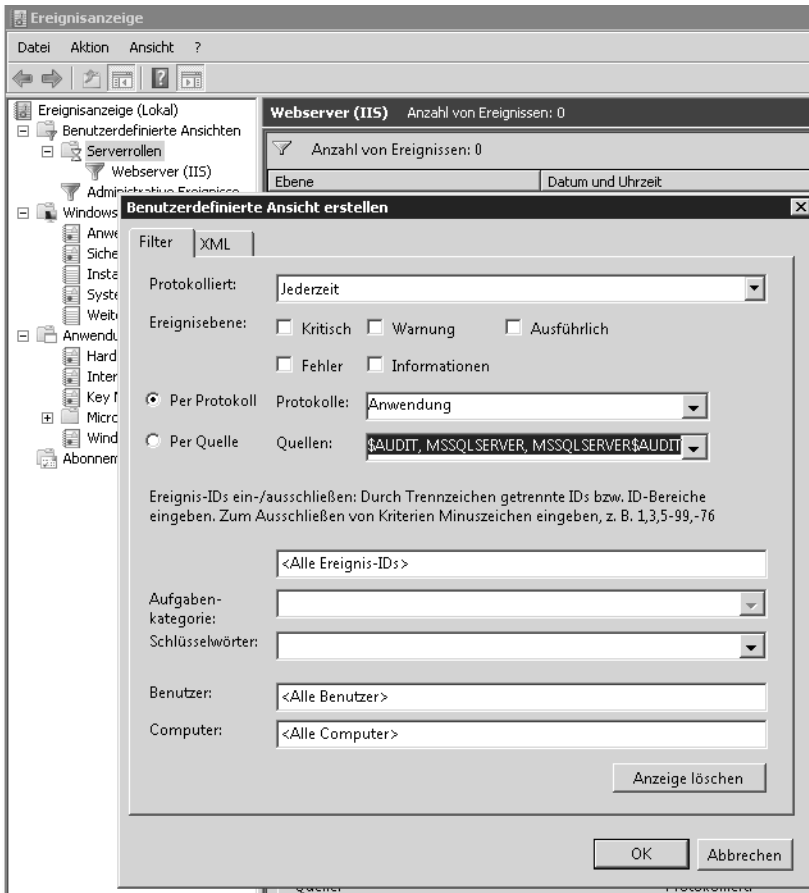 Ereignisanzeige
Datei Aktion Ansicht ?
Ereignisanzeige (Lokal)
Benutzerdefinierte Ansichten
Serverrollen
Webserver (IIS)
Administrative Ereignisse
Windows
Anwe
Siche
Insta
Syste
Weite
Anwendu
Hard
Inter
Key M
Micro
Wind
Abonnem
Webserver (IIS) Anzahl von Ereignissen: 0
Anzahl von Ereignissen: 0
Ebene Datum und Uhrzeit
Benutzerdefinierte Ansicht erstellen
Filter XML
Protokolliert: Jederzeit
Ereignisebene: Kritisch Warnung Ausführlich
Fehler Informationen
Per Protokoll Protokolle: Anwendung
Per Quelle Quellen: $AUDIT, MSSQLSERVER, MSSQLSERVER$AUDIT
Ereignis-IDs ein-/ausschließen: Durch Trennzeichen getrennte IDs bzw. ID-Bereiche
eingeben. Zum Ausschließen von Kriterien Minuszeichen eingeben, z. B. 1,3,5-99,-76
<Alle Ereignis-IDs>
Aufgaben-
kategorie:
Schlüsselwörter:
Benutzer: <Alle Benutzer>
Computer: <Alle Computer>
Anzeige löschen
OK Abbrechen